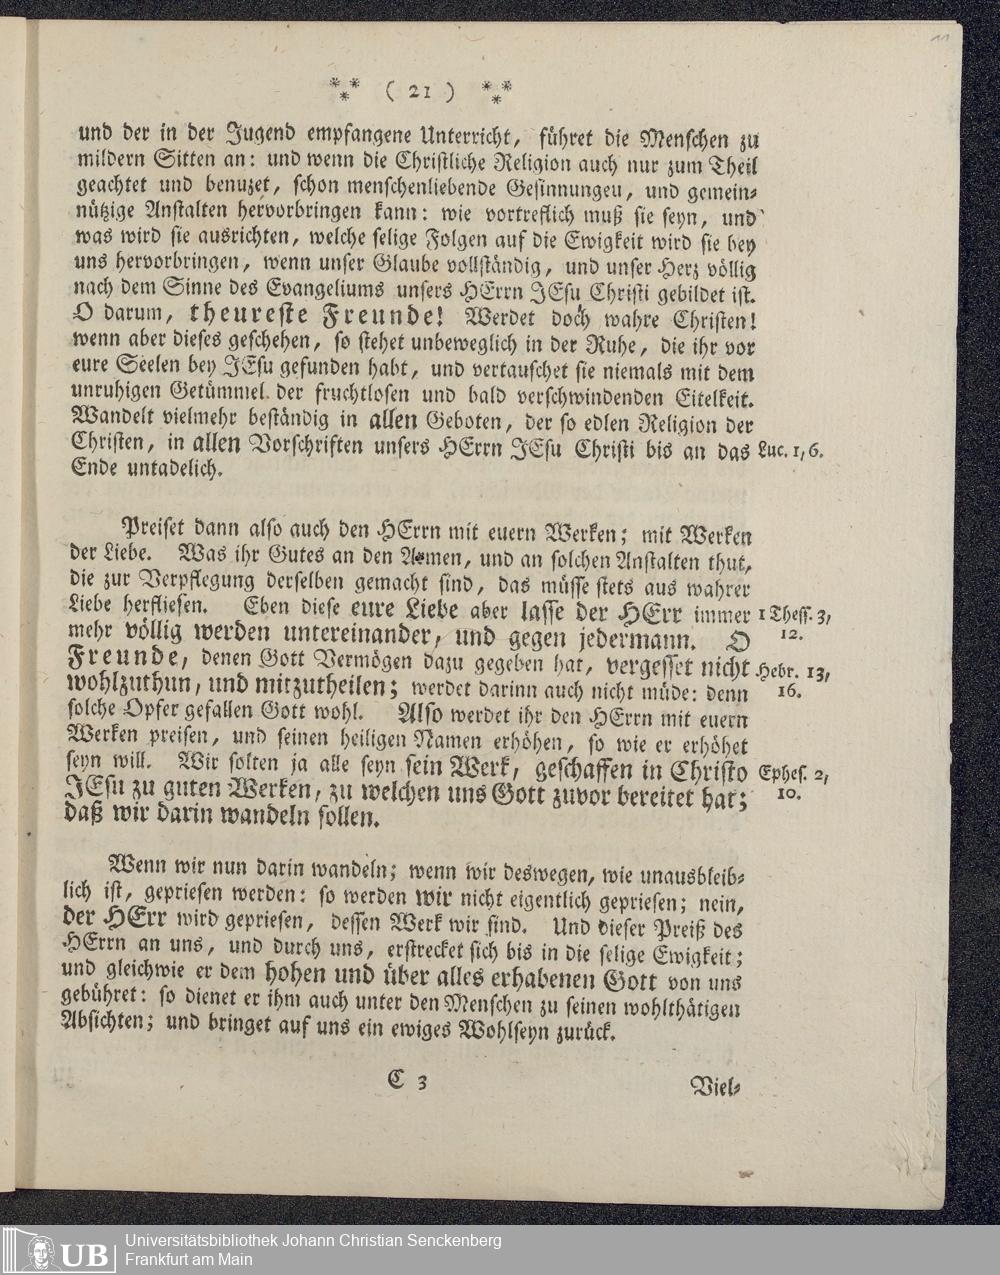 11
⁂ ( 21 ) ⁂
und der in der Jugend empfangene Unterricht, führet die Menschen zu
mildern Sitten an: und wenn die Christliche Religion auch nur zum Theil
geachtet und benuzet, schon menschenliebende Gesinnungeu, und gemein-
nützige Anstalten hervorbringen kann: wie vortreflich muß sie seyn, und
was wird sie ausrichten, welche selige Folgen auf die Ewigkeit wird sie bey
uns hervorbringen, wenn unser Glaube vollständig, und unser Herz völlig
nach dem Sinne des Evangeliums unsers HErrn JEsu Christi gebildet ist.
O darum, theureste Freunde! Werdet doch wahre Christen!
wenn aber dieses geschehen, so stehet unbeweglich in der Ruhe, die ihr vor
eure Seelen bey JEsu gefunden habt, und vertauschet sie niemals mit dem
unruhigen Getümmel der fruchtlosen und bald verschwindenden Eitelkeit.
Wandelt vielmehr beständig in allen Geboten, der so edlen Religion der
Christen, in allen Vorschriften unsers HErrn JEsu Christi bis an das Luc. 1, 6.
Ende untadelich.
Preiset dann also auch den HErrn mit euern Werken; mit Werken
der Liebe. Was ihr Gutes an den Armen, und an solchen Anstalten thut,
die zur Verpflegung derselben gemacht sind, das müsse stets aus wahrer
Liebe herfliesen. Eben diese eure Liebe aber lasse der HErr immer 1 Thess. 3,
mehr völlig werden untereinander, und gegen jedermann. O 12.
Freunde, denen Gott Vermögen dazu gegeben hat, vergesset nicht Hebr. 13,
wohlzuthun, und mitzutheilen; werdet darinn auch nicht müde: denn 16.
solche Opfer gefallen Gott wohl. Also werdet ihr den HErrn mit euern
Werken preisen, und seinen heiligen Namen erhöhen, so wie er erhöhet
seyn will. Wir solten ja alle seyn sein Werk, geschaffen in Christo Ephes. 2,
JEsu zu guten Werken, zu welchen uns Gott zuvor bereitet hat; 10.
daß wir darin wandeln sollen.
Wenn wir nun darin wandeln; wenn wir deswegen, wie unausbleib-
lich ist, gepriesen werden: so werden wir nicht eigentlich gepriesen; nein,
der HErr wird gepriesen, dessen Werk wir sind. Und dieser Preiß des
HErrn an uns, und durch uns, erstrecket sich bis in die selige Ewigkeit;
und gleichwie er dem hohen und über alles erhabenen Gott von uns
gebühret: so dienet er ihm auch unter den Menschen zu seinen wohlthätigen
Absichten; und bringet auf uns ein ewiges Wohlseyn zurück.
C 3 Viel-
UB Universitätsbibliothek Johann Christian Senckenberg
Frankfurt am Main